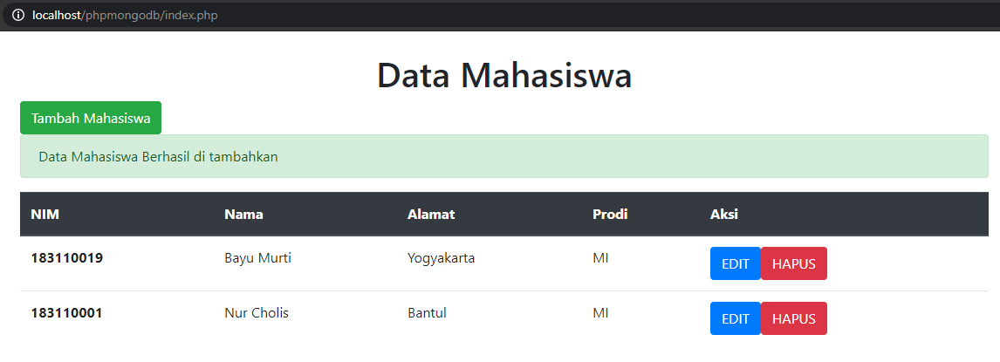 localhost/phpmongodb/index.php
Data Mahasiswa
Tambah Mahasiswa
Data Mahasiswa Berhasil di tambahkan
NIM Nama Alamat Prodi Aksi
183110019 Bayu Murti Yogyakarta MI EDIT HAPUS
183110001 Nur Cholis Bantul MI EDIT HAPUS